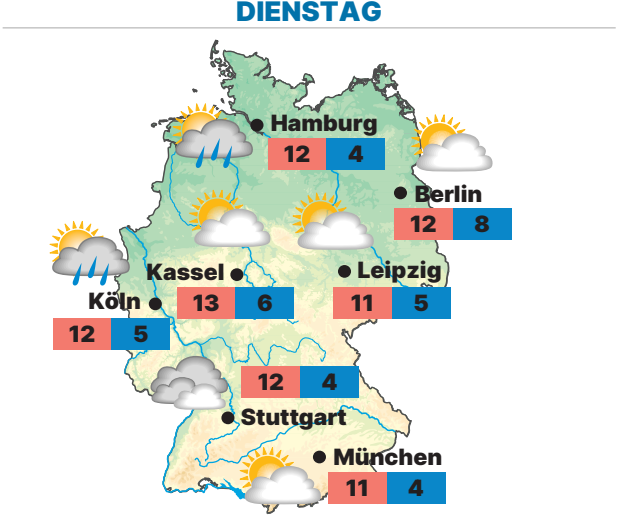 DIENSTAG
Hamburg
12 4
Berlin
12 8
Kassel
13 6
Leipzig
11 5
Köln
12 5
12 4
Stuttgart
München
11 4